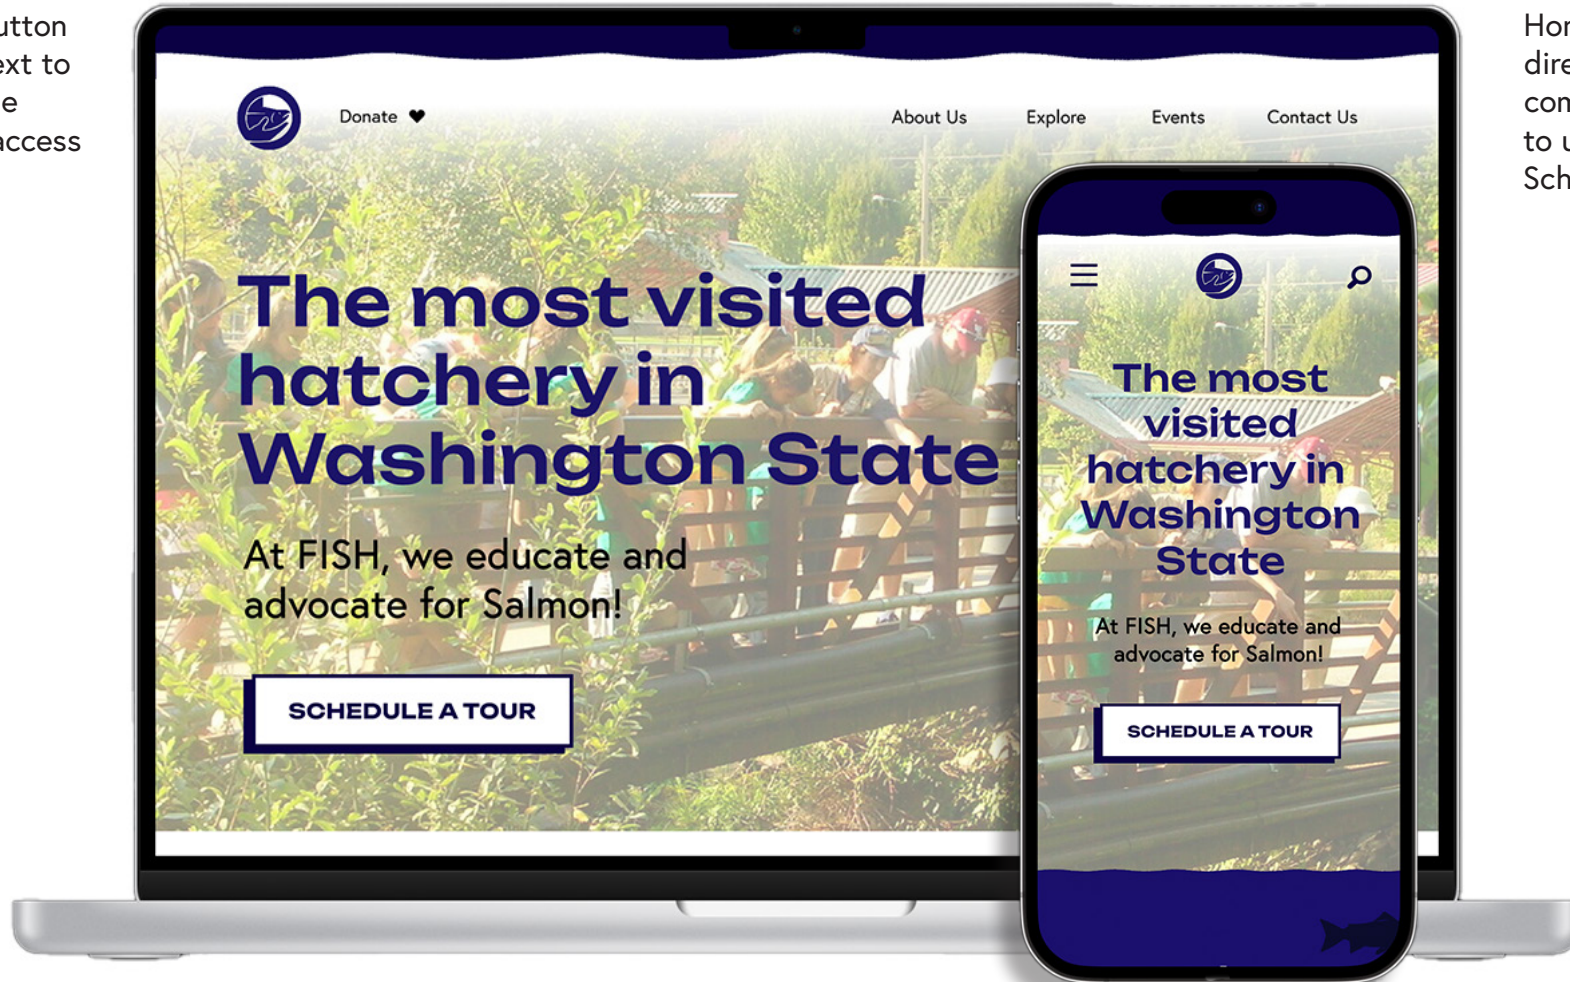 utton
ext to
e
access
Donate
About Us
Explore
Events
Contact Us
The most visited
hatchery in
Washington State
At FISH, we educate and
advocate for Salmon!
SCHEDULE A TOUR
The most
visited
hatchery in
Washington
State
At FISH, we educate and
advocate for Salmon!
SCHEDULE A TOUR
Hor
dire
con
to u
Sch